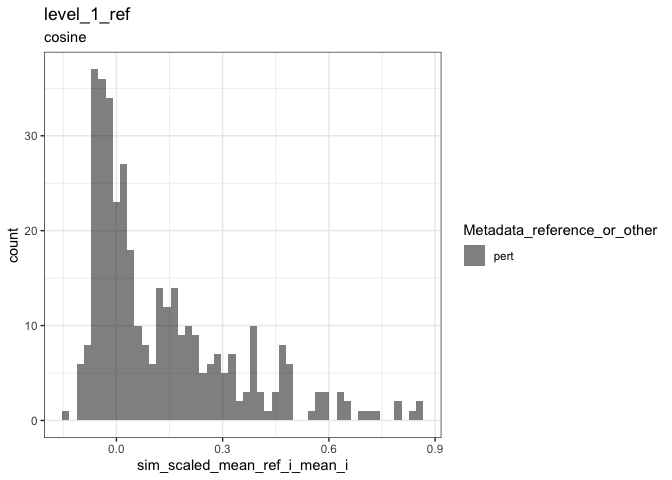 level_1_ref
cosine
30
20
10
0
count
0.0 0.3 0.6 0.9
sim_scaled_mean_ref_i_mean_i
Metadata_reference_or_other
pert